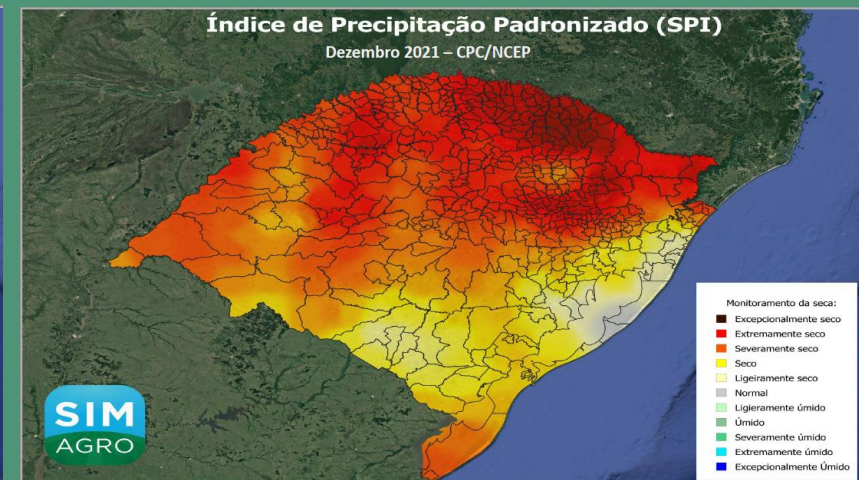 Índice de Precipitação Padronizado (SPI)
Dezembro 2021 – CPC/NCEP
Monitoramento da seca:
Excepcionalmente seco
Extremamente seco
Severamente seco
Seco
Ligeiramente seco
Normal
Ligieramente úmido
Úmido
Severamente úmido
Extremamente úmido
Excepcionalmente Úmido
SIM
AGRO